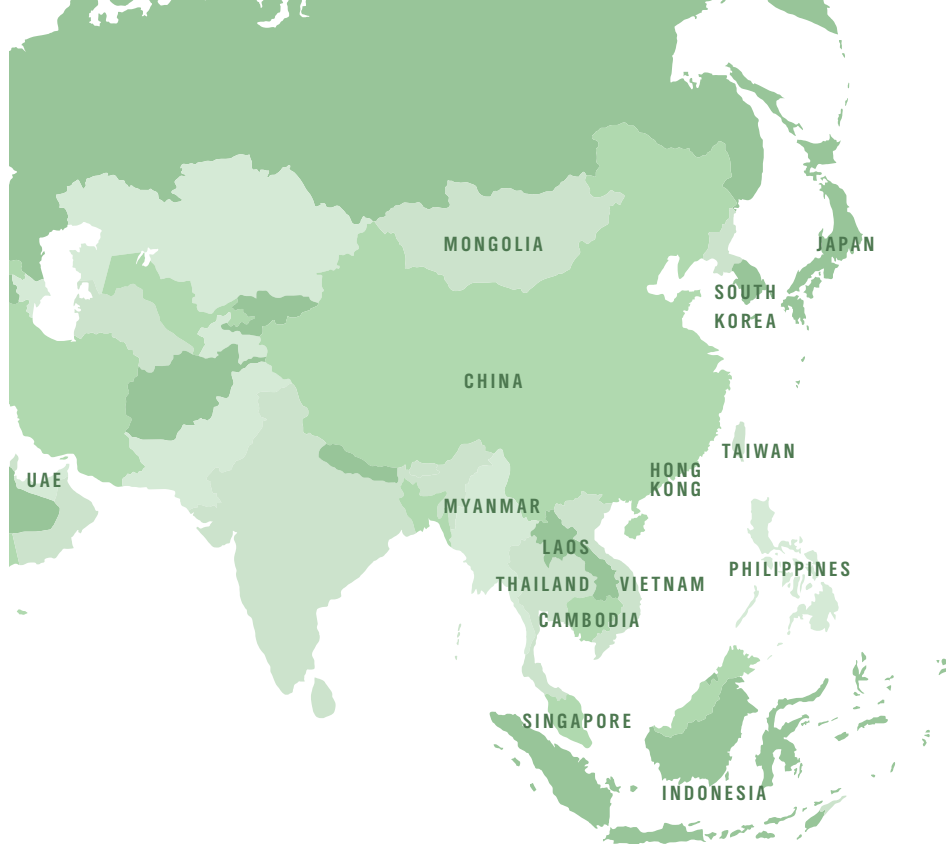 MONGOLIA
JAPAN
SOUTH
KOREA
CHINA
TAIWAN
HONG
KONG
UAE
MYANMAR
LAOS
PHILIPPINES
THAILAND
VIETNAM
CAMBODIA
SINGAPORE
INDONESIA